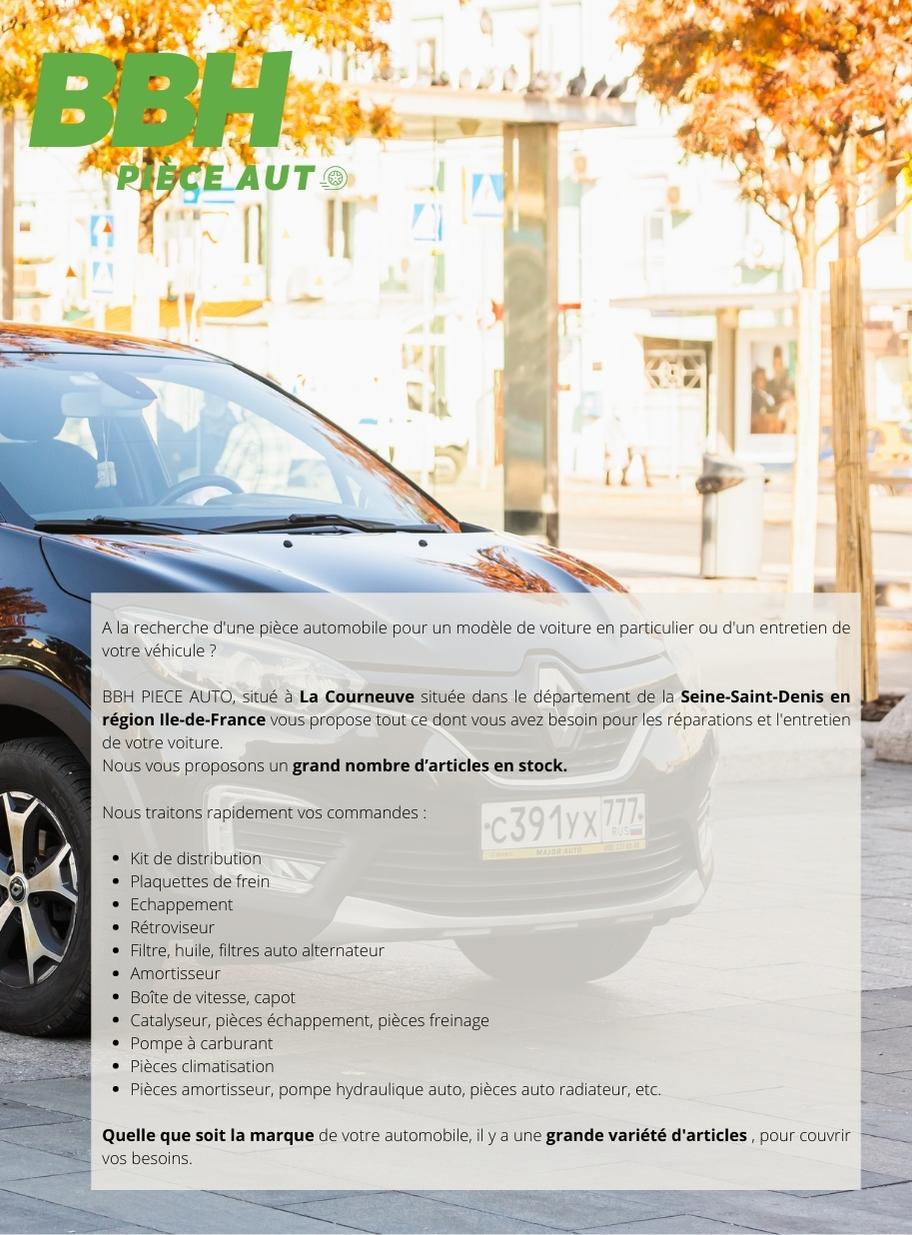 BBH
PIÈCE AUTO
A la recherche d'une pièce automobile pour un modèle de voiture en particulier ou d'un entretien de
votre véhicule ?
BBH PIECE AUTO, situé à La Courneuve située dans le département de la Seine-Saint-Denis en
région Ile-de-France vous propose tout ce dont vous avez besoin pour les réparations et l'entretien
de votre voiture.
Nous vous proposons un grand nombre d’articles en stock.
Nous traitons rapidement vos commandes :
• Kit de distribution
• Plaquettes de frein
• Echappement
• Rétroviseur
• Filtre, huile, filtres auto alternateur
• Amortisseur
• Boîte de vitesse, capot
• Catalyseur, pièces échappement, pièces freinage
• Pompe à carburant
• Pièces climatisation
• Pièces amortisseur, pompe hydraulique auto, pièces auto radiateur, etc.
Quelle que soit la marque de votre automobile, il y a une grande variété d'articles , pour couvrir
vos besoins.
с391ух 777
RUS
MAJOR AUTO